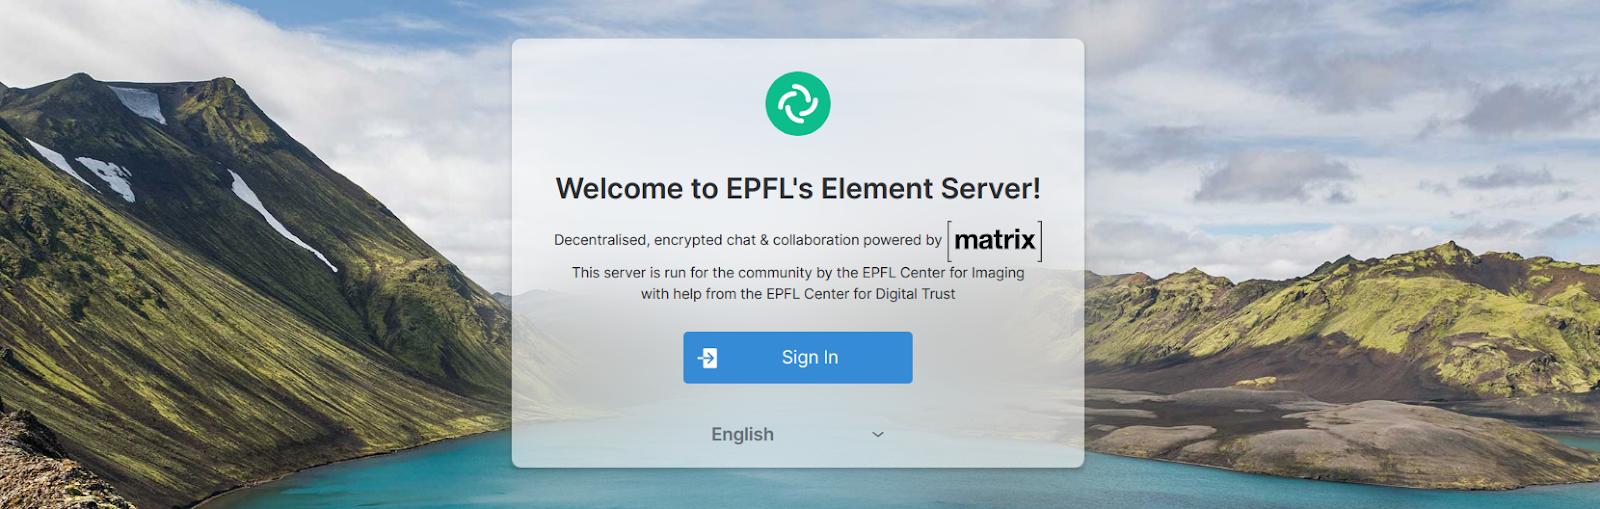 Welcome to EPFL's Element Server!
Decentralised, encrypted chat & collaboration powered by [matrix]
This server is run for the community by the EPFL Center for Imaging
with help from the EPFL Center for Digital Trust
Sign In
English